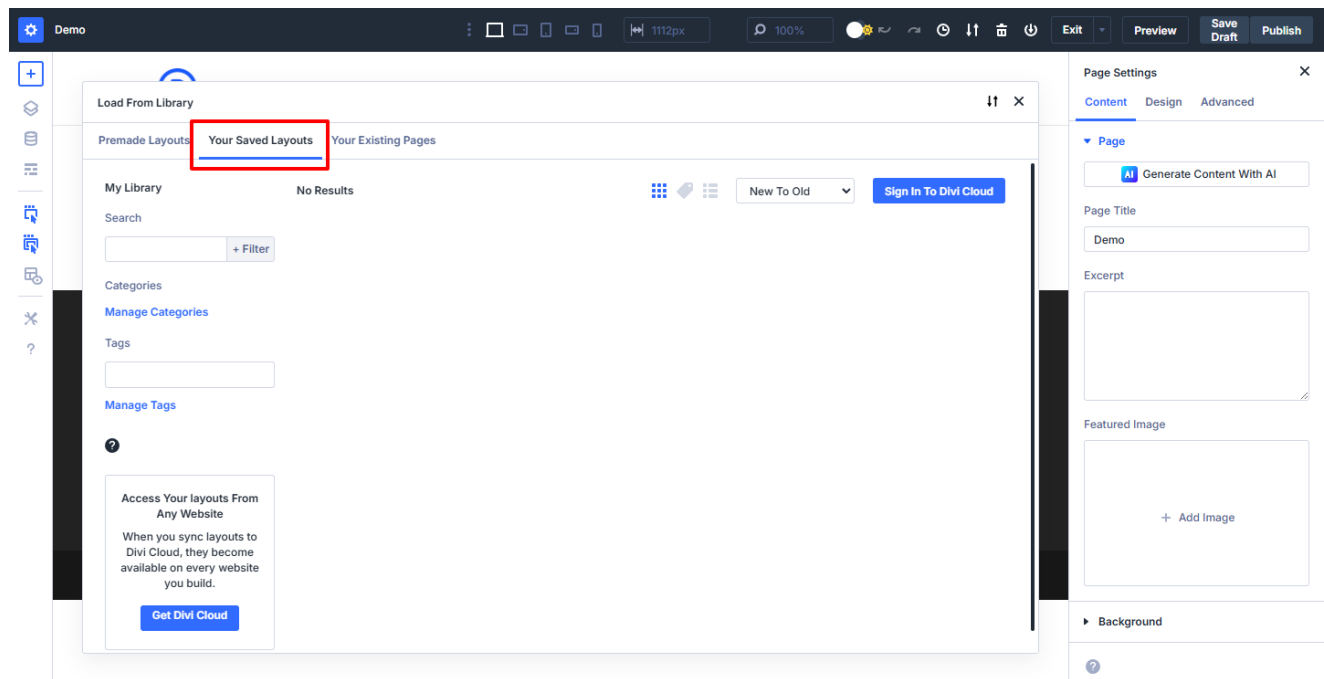 Demo
1112px
100%
Exit
Preview
Save
Draft
Publish
Load From Library
Premade Layouts
Your Saved Layouts
Your Existing Pages
My Library
No Results
New To Old
Sign In To Divi Cloud
Search
+ Filter
Categories
Manage Categories
Tags
Manage Tags
?
Access Your layouts From
Any Website
When you sync layouts to
Divi Cloud, they become
available on every website
you build.
Get Divi Cloud
Page Settings
Content
Design
Advanced
Page
AI Generate Content With AI
Page Title
Demo
Excerpt
Featured Image
+ Add Image
Background
?
?